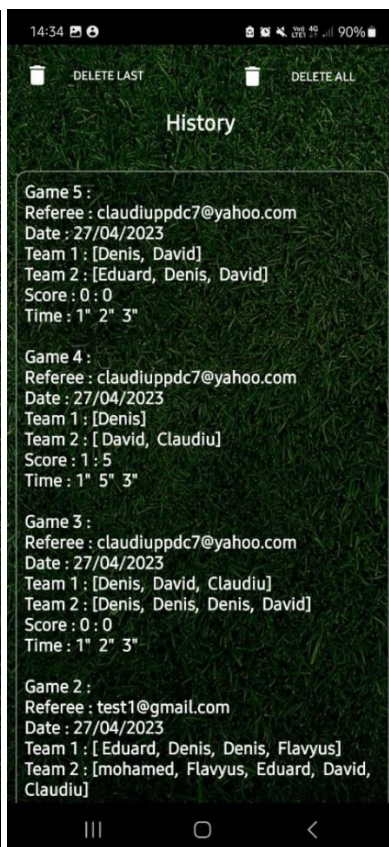 14:34 90%
DELETE LAST DELETE ALL
History
Game 5 :
Referee : claudiuppdc7@yahoo.com
Date : 27/04/2023
Team 1 : [Denis, David]
Team 2 : [Eduard, Denis, David]
Score : 0 : 0
Time : 1" 2" 3"
Game 4 :
Referee : claudiuppdc7@yahoo.com
Date : 27/04/2023
Team 1 : [Denis]
Team 2 : [ David, Claudiu]
Score : 1 : 5
Time : 1" 5" 3"
Game 3 :
Referee : claudiuppdc7@yahoo.com
Date : 27/04/2023
Team 1 : [Denis, David, Claudiu]
Team 2 : [Denis, Denis, Denis, David]
Score : 0 : 0
Time : 1" 2" 3"
Game 2 :
Referee : test1@gmail.com
Date : 27/04/2023
Team 1 : [ Eduard, Denis, Denis, Flavyus]
Team 2 : [mohamed, Flavyus, Eduard, David,
Claudiu]